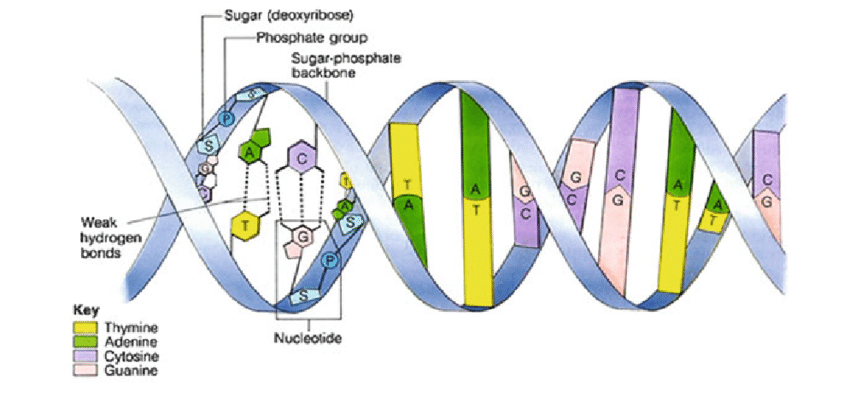 Sugar (deoxyribose)
Phosphate group
Sugar-phosphate
backbone
S
P
S
G
C
A
C
T
G
T
A
S
P
S
Weak
hydrogen
bonds
Nucleotide
T
A
A
T
G
C
G
C
C
G
A
T
A
T
C
G
Key
Thymine
Adenine
Cytosine
Guanine